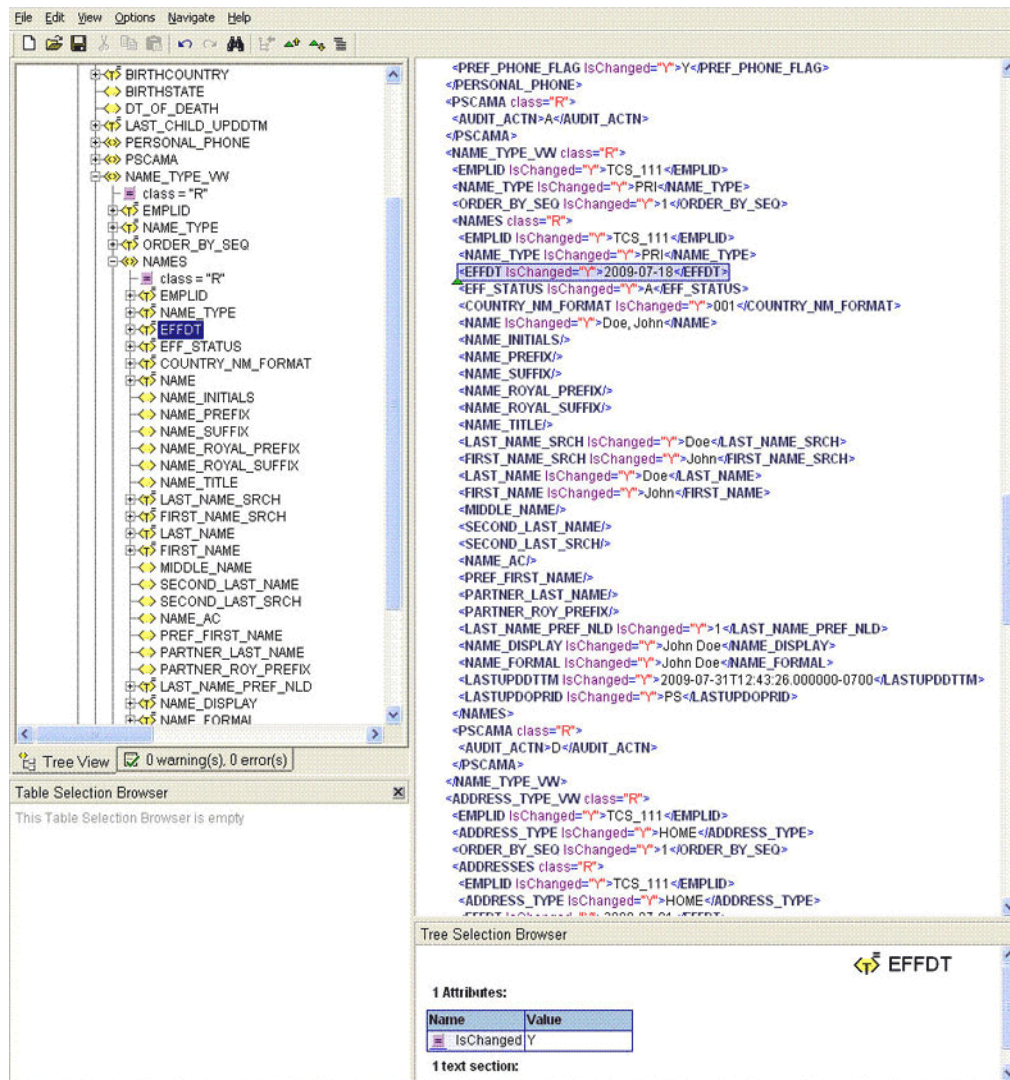 File Edit View Options Navigate Help
BIRTHCOUNTRY
BIRTHSTATE
DT_OF_DEATH
LAST_CHILD_UPDDTM
PERSONAL_PHONE
PSCAMA
NAME_TYPE_VW
class = "R"
EMPLID
NAME_TYPE
ORDER_BY_SEQ
NAMES
class = "R"
EMPLID
NAME_TYPE
EFFDT
EFF_STATUS
COUNTRY_NM_FORMAT
NAME
NAME_INITIALS
NAME_PREFIX
NAME_SUFFIX
NAME_ROYAL_PREFIX
NAME_ROYAL_SUFFIX
NAME_TITLE
LAST_NAME_SRCH
FIRST_NAME_SRCH
LAST_NAME
FIRST_NAME
MIDDLE_NAME
SECOND_LAST_NAME
SECOND_LAST_SRCH
NAME_AC
PREF_FIRST_NAME
PARTNER_LAST_NAME
PARTNER_ROY_PREFIX
LAST_NAME_PREF_NLD
NAME_DISPLAY
NAME_FORMAL
Tree View 0 warning(s), 0 error(s)
Table Selection Browser
This Table Selection Browser is empty
<PREF_PHONE_FLAG IsChanged="Y">Y</PREF_PHONE_FLAG>
</PERSONAL_PHONE>
<PSCAMA class="R">
<AUDIT_ACTN>A</AUDIT_ACTN>
</PSCAMA>
<NAME_TYPE_VW class="R">
<EMPLID IsChanged="Y">TCS_111</EMPLID>
<NAME_TYPE IsChanged="Y">PRI</NAME_TYPE>
<ORDER_BY_SEQ IsChanged="Y">1</ORDER_BY_SEQ>
<NAMES class="R">
<EMPLID IsChanged="Y">TCS_111</EMPLID>
<NAME_TYPE IsChanged="Y">PRI</NAME_TYPE>
<EFFDT IsChanged="Y">2009-07-18</EFFDT>
<EFF_STATUS IsChanged="Y">A</EFF_STATUS>
<COUNTRY_NM_FORMAT IsChanged="Y">001</COUNTRY_NM_FORMAT>
<NAME IsChanged="Y">Doe, John</NAME>
<NAME_INITIALS/>
<NAME_PREFIX/>
<NAME_SUFFIX/>
<NAME_ROYAL_PREFIX/>
<NAME_ROYAL_SUFFIX/>
<NAME_TITLE/>
<LAST_NAME_SRCH IsChanged="Y">Doe</LAST_NAME_SRCH>
<FIRST_NAME_SRCH IsChanged="Y">John</FIRST_NAME_SRCH>
<LAST_NAME IsChanged="Y">Doe</LAST_NAME>
<FIRST_NAME IsChanged="Y">John</FIRST_NAME>
<MIDDLE_NAME/>
<SECOND_LAST_NAME/>
<SECOND_LAST_SRCH/>
<NAME_AC/>
<PREF_FIRST_NAME/>
<PARTNER_LAST_NAME/>
<PARTNER_ROY_PREFIX/>
<LAST_NAME_PREF_NLD IsChanged="Y">1</LAST_NAME_PREF_NLD>
<NAME_DISPLAY IsChanged="Y">John Doe</NAME_DISPLAY>
<NAME_FORMAL IsChanged="Y">John Doe</NAME_FORMAL>
<LASTUPDDTTM IsChanged="Y">2009-07-31T12:43:26.000000-0700</LASTUPDDTTM>
<LASTUPDOPRID IsChanged="Y">PS</LASTUPDOPRID>
</NAMES>
<PSCAMA class="R">
<AUDIT_ACTN>D</AUDIT_ACTN>
</PSCAMA>
</NAME_TYPE_VW>
<ADDRESS_TYPE_VW class="R">
<EMPLID IsChanged="Y">TCS_111</EMPLID>
<ADDRESS_TYPE IsChanged="Y">HOME</ADDRESS_TYPE>
<ORDER_BY_SEQ IsChanged="Y">1</ORDER_BY_SEQ>
<ADDRESSES class="R">
<EMPLID IsChanged="Y">TCS_111</EMPLID>
<ADDRESS_TYPE IsChanged="Y">HOME</ADDRESS_TYPE>
Tree Selection Browser
EFFDT
1 Attributes:
Name Value
IsChanged Y
1 text section: